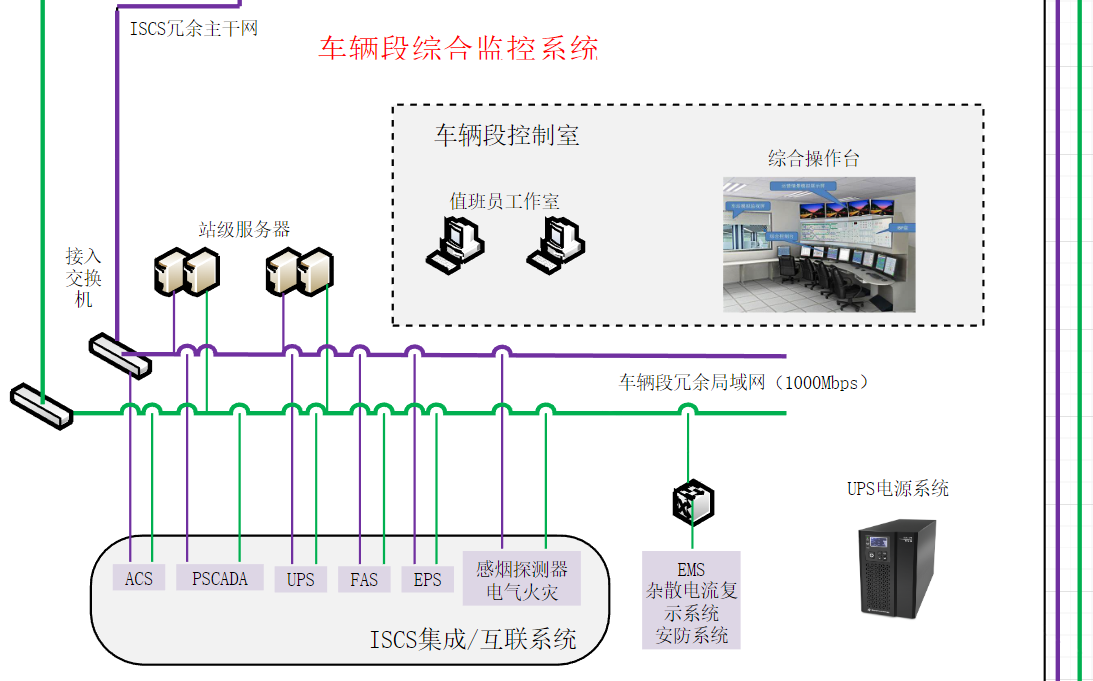 ISCS冗余主干网
车辆段综合监控系统
车辆段控制室
综合操作台
值班员工作室
站级服务器
接入
交换
机
车辆段冗余局域网（1000Mbps）
UPS电源系统
ACS
PSCADA
UPS
FAS
EPS
感烟探测器
电气火灾
EMS
杂散电流复
示系统
安防系统
ISCS集成/互联系统